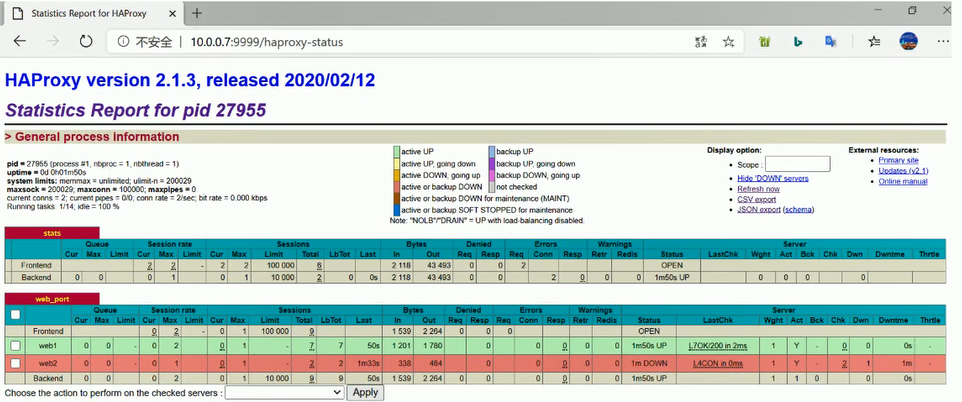 Statistics Report for HAProxy
不安全 | 10.0.0.7:9999/haproxy-status
HAProxy version 2.1.3, released 2020/02/12
Statistics Report for pid 27955
> General process information
pid = 27955 (process #1, nbproc = 1, nbthread = 1)
uptime = 0d 0h01m50s
system limits: memmax = unlimited; ulimit-n = 200029
maxsock = 200029; maxconn = 100000; maxpipes = 0
current conns = 2; current pipes = 0/0; conn rate = 2/sec; bit rate = 0.000 kbps
Running tasks: 1/14; idle = 100 %
active UP backup UP
active UP, going down backup UP, going down
active DOWN, going up backup DOWN, going up
active or backup DOWN not checked
active or backup DOWN for maintenance (MAINT)
active or backup SOFT STOPPED for maintenance
Note: "NOLB"/"DRAIN" = UP with load-balancing disabled.
Display option:
Scope :
Hide 'DOWN' servers
Refresh now
CSV export
JSON export (schema)
External resources:
Primary site
Updates (v2.1)
Online manual
stats
Queue Session rate Sessions Bytes Denied Errors Warnings Server
Cur Max Limit Cur Max Limit Cur Max Limit Total LbTot Last In Out Req Resp Req Conn Resp Retr Redis Status LastChk Wght Act Bck Chk Dwn Dwntme Thrtle
Frontend 2 2 - 2 2 100 000 6 2 118 43 493 0 0 2 OPEN
Backend 0 0 0 1 0 1 10 000 2 0 0s 2 118 43 493 0 0 2 0 0 0 1m50s UP 0 0 0 0
web_port
Queue Session rate Sessions Bytes Denied Errors Warnings Server
Cur Max Limit Cur Max Limit Cur Max Limit Total LbTot Last In Out Req Resp Req Conn Resp Retr Redis Status LastChk Wght Act Bck Chk Dwn Dwntme Thrtle
Frontend 0 2 - 0 1 100 000 9 1 539 2 264 0 0 0 OPEN
web1 0 0 - 0 2 0 1 - 7 7 50s 1 201 1 780 0 0 0 0 0 1m50s UP L7OK/200 in 2ms 1 Y - 0 0 0s -
web2 0 0 - 0 1 0 1 - 2 2 1m33s 338 484 0 0 0 0 0 1m DOWN L4CON in 0ms 1 Y - 2 1 1m -
Backend 0 0 0 2 0 1 10 000 9 9 50s 1 539 2 264 0 0 0 0 0 0 1m50s UP 1 1 0 0 0s
Choose the action to perform on the checked servers : Apply